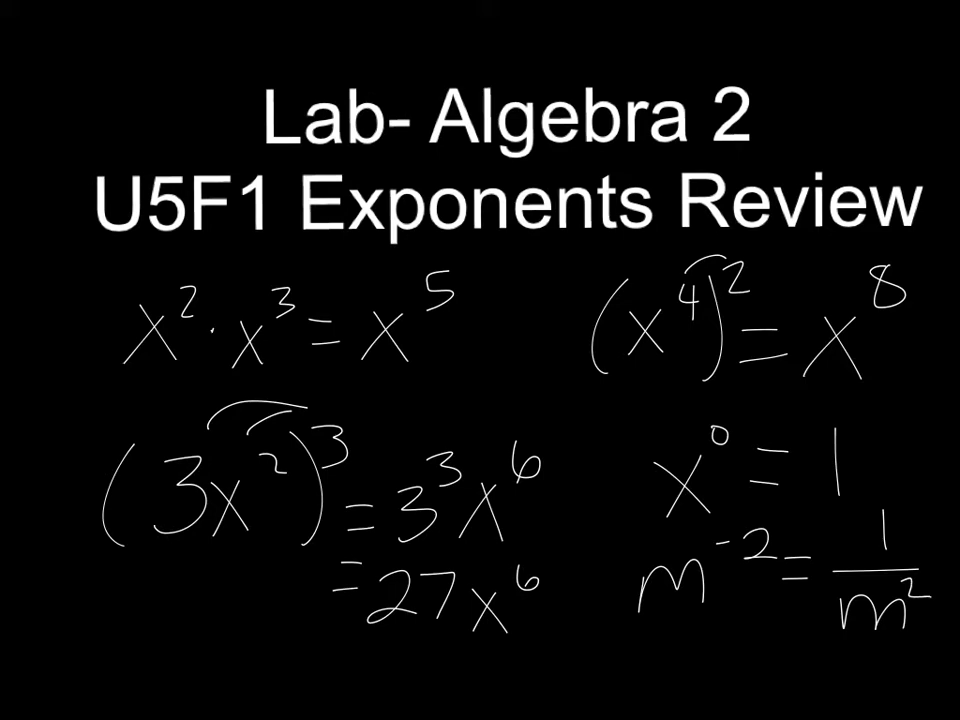 Lab- Algebra 2
U5F1 Exponents Review
x² · x³ = x⁵
(x⁴)² = x⁸
(3x²)³ = 3³x⁶
= 27x⁶
x⁰ = 1
m⁻² = 1/m²